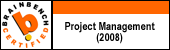 BRAINBENCH
CERTIFIED
Project Management
(2008)